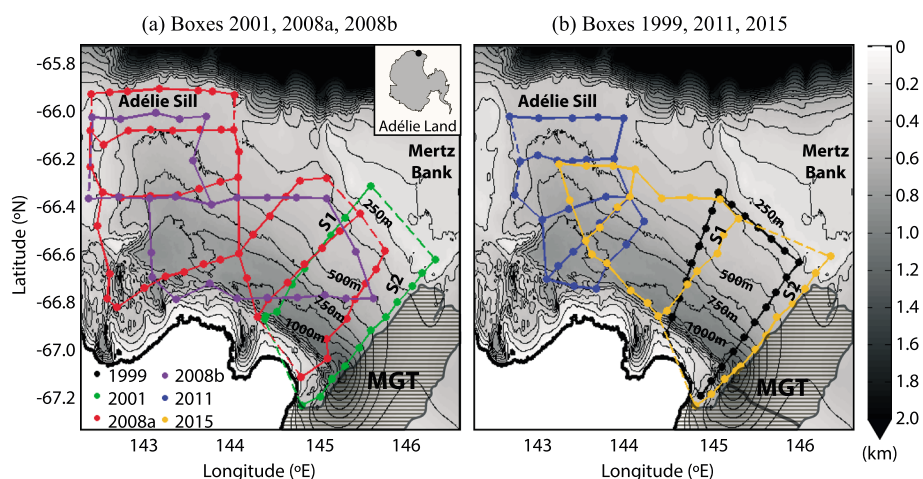 (a) Boxes 2001, 2008a, 2008b
(b) Boxes 1999, 2011, 2015
Latitude (ºN)
-65.8
-66.0
-66.2
-66.4
-66.6
-66.8
-67.0
-67.2
Adélie Sill
Adélie Land
Mertz
Bank
S1
S2
250m
500m
750m
1000m
MGT
1999
2001
2008a
2008b
2011
2015
143
144
145
146
Longitude (ºE)
Adélie Sill
Mertz
Bank
S1
S2
250m
500m
750m
1000m
MGT
143
144
145
146
Longitude (ºE)
0
0.2
0.4
0.6
0.8
1.0
1.2
1.4
1.6
1.8
2.0
(km)